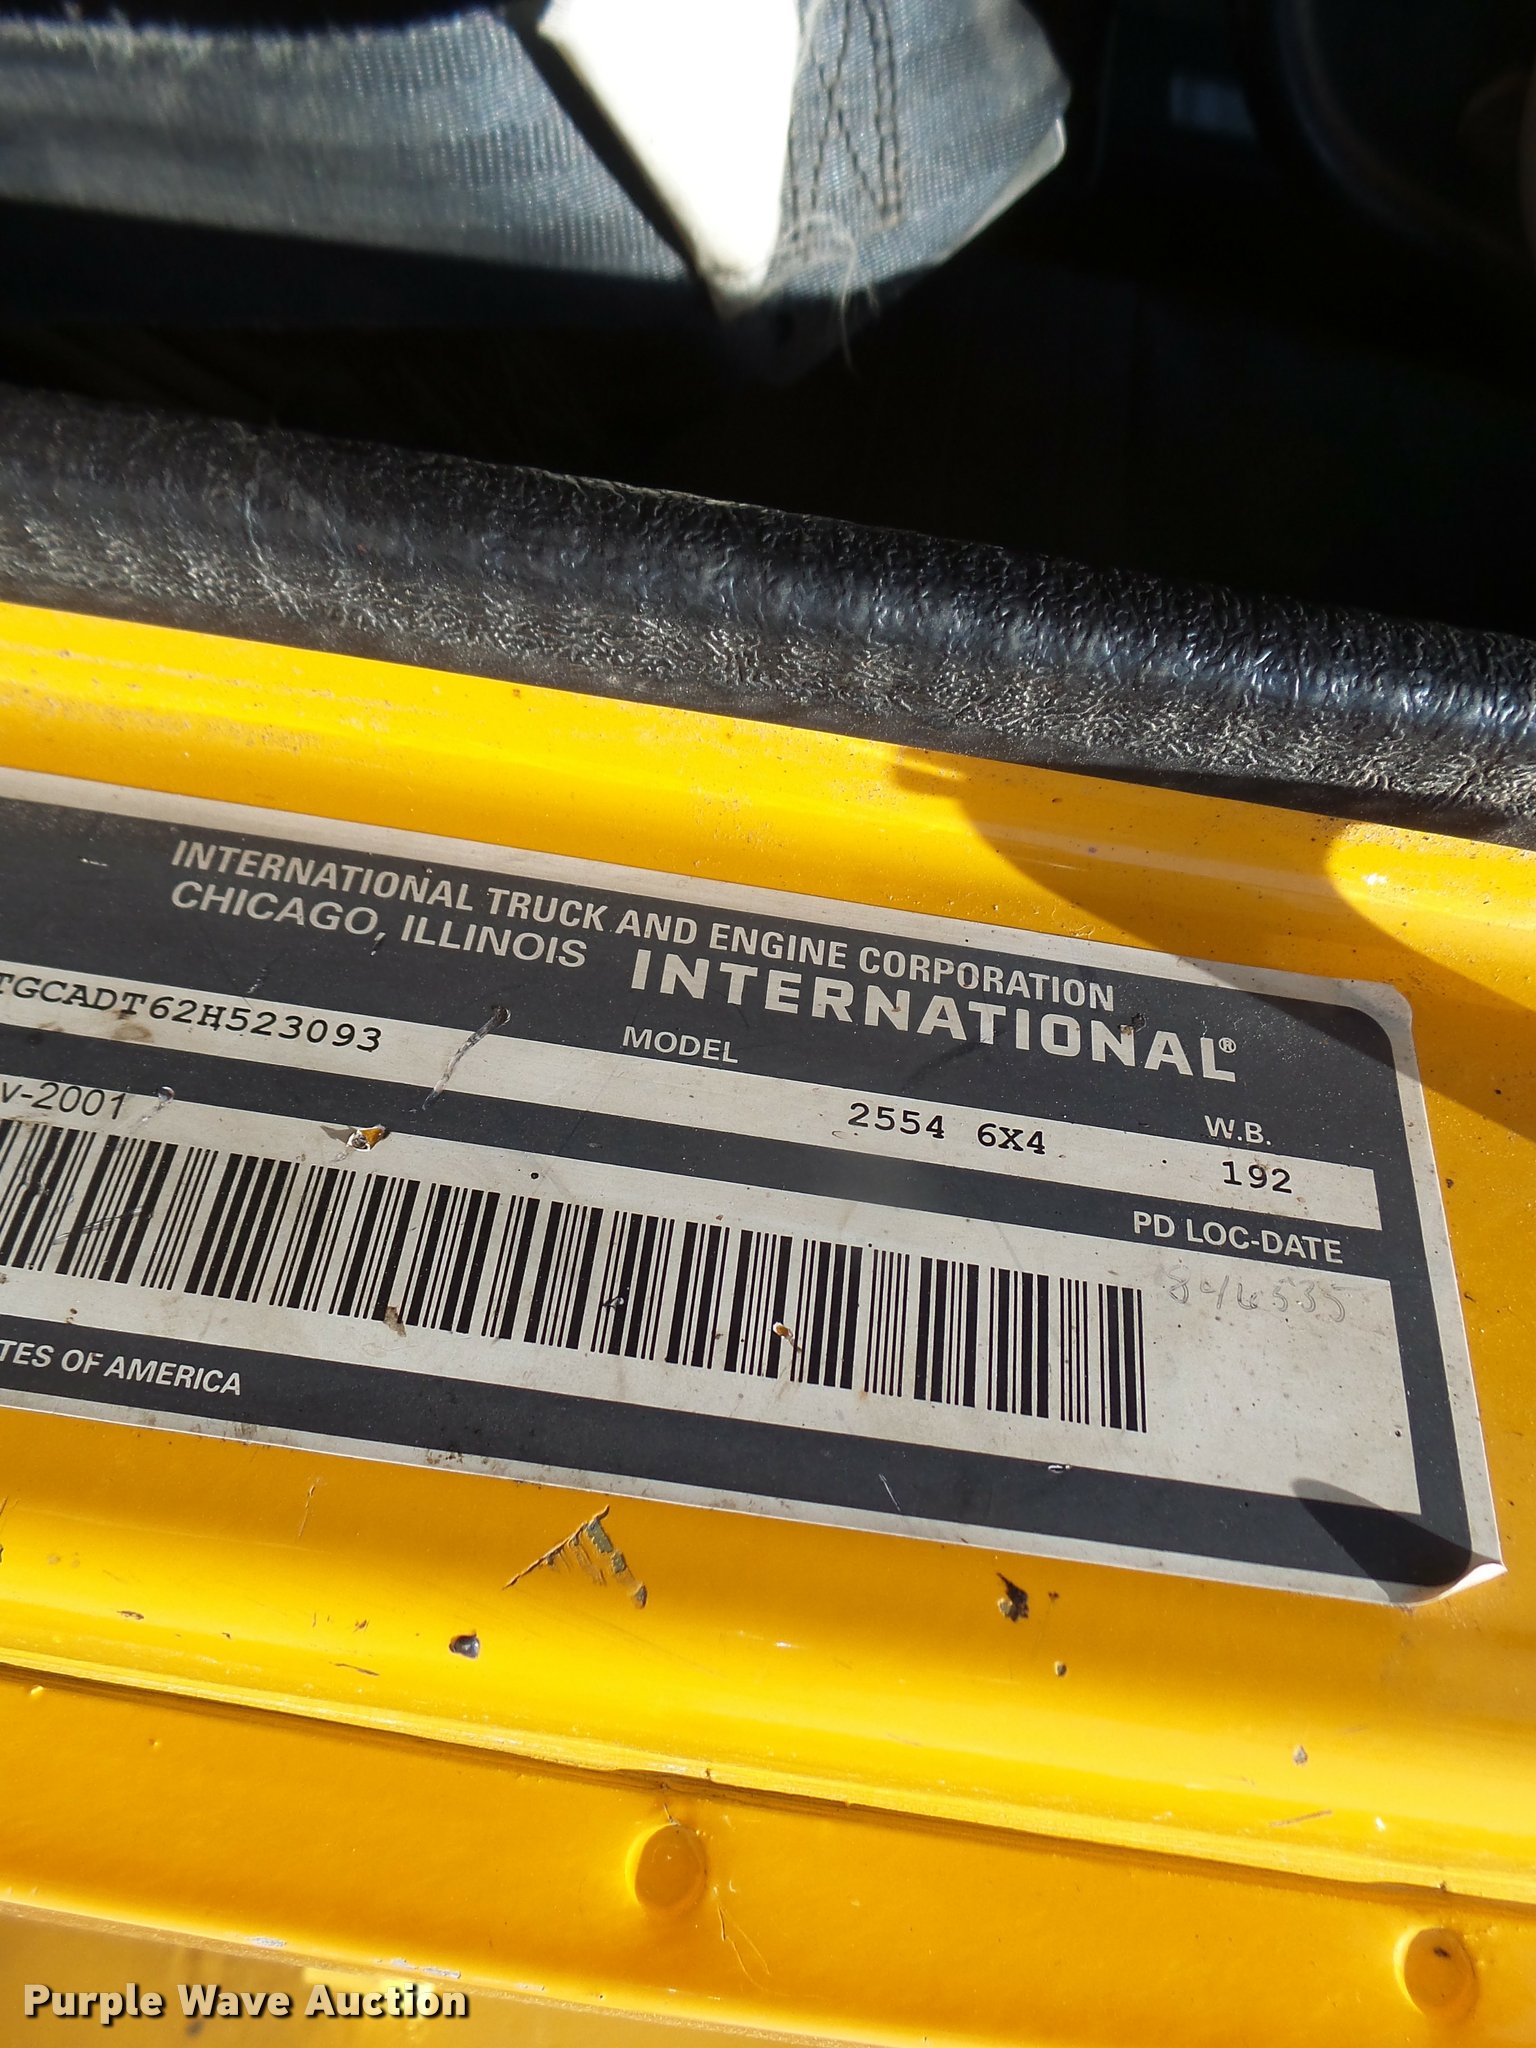 INTERNATIONAL TRUCK AND ENGINE CORPORATION
CHICAGO, ILLINOIS
INTERNATIONAL®
MODEL
W.B.
TGCADT62H523093
2554 6X4
192
v-2001
PD LOC-DATE
TES OF AMERICA
Purple Wave Auction